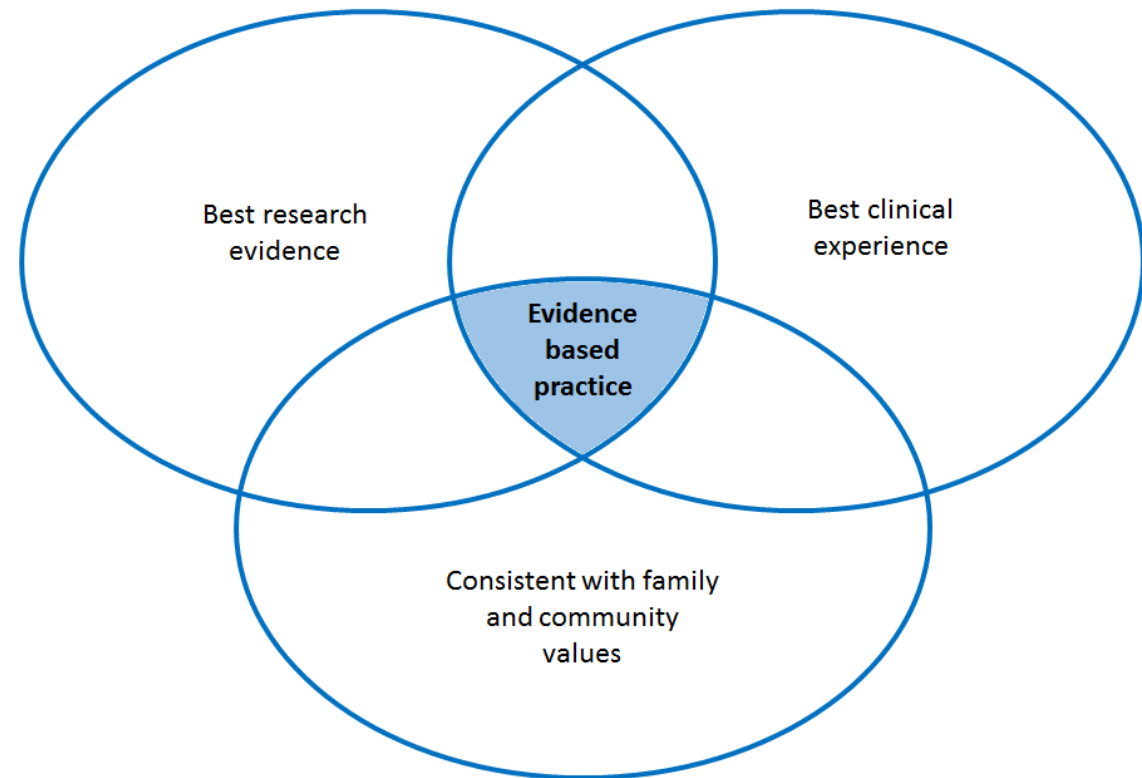 Best research
evidence
Best clinical
experience
Evidence
based
practice
Consistent with family
and community
values